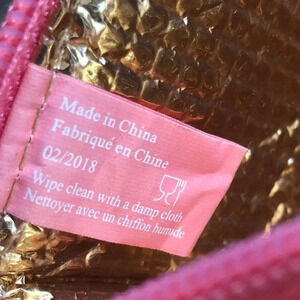 Made in China
Fabriqué en Chine
02/2018
Wipe clean with a damp cloth
Nettoyer avec un chiffon humide